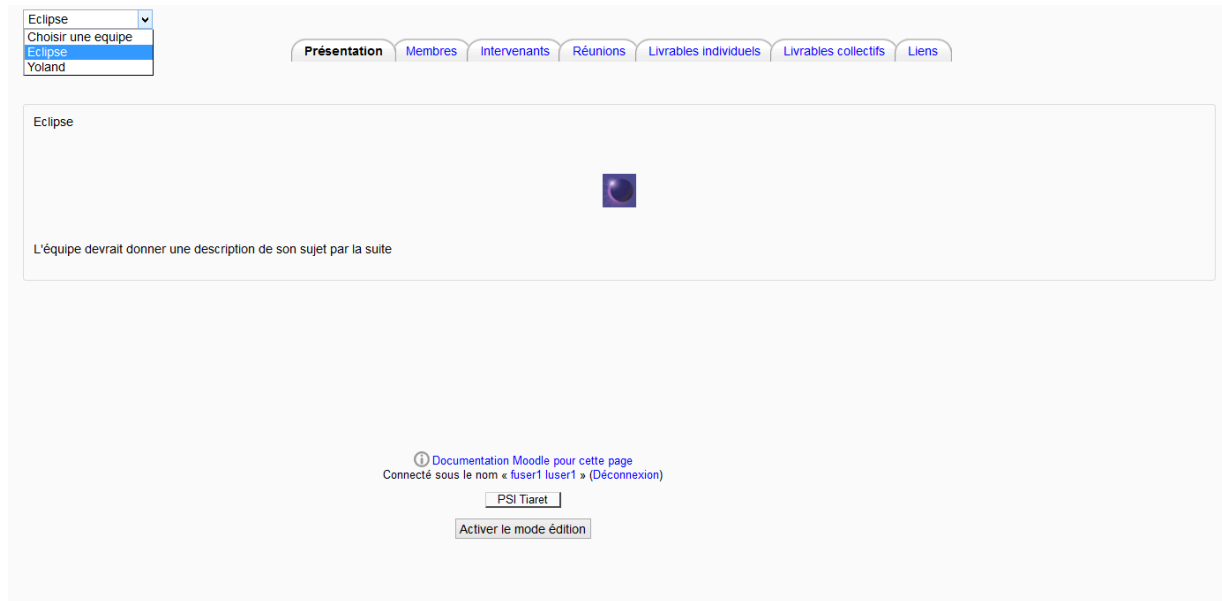 Eclipse
Choisir une equipe
Eclipse
Yoland
Présentation Membres Intervenants Réunions Livrables individuels Livrables collectifs Liens
Eclipse
L'équipe devrait donner une description de son sujet par la suite
Documentation Moodle pour cette page
Connecté sous le nom « fuser1 luser1 » (Déconnexion)
PSI Tiaret
Activer le mode édition